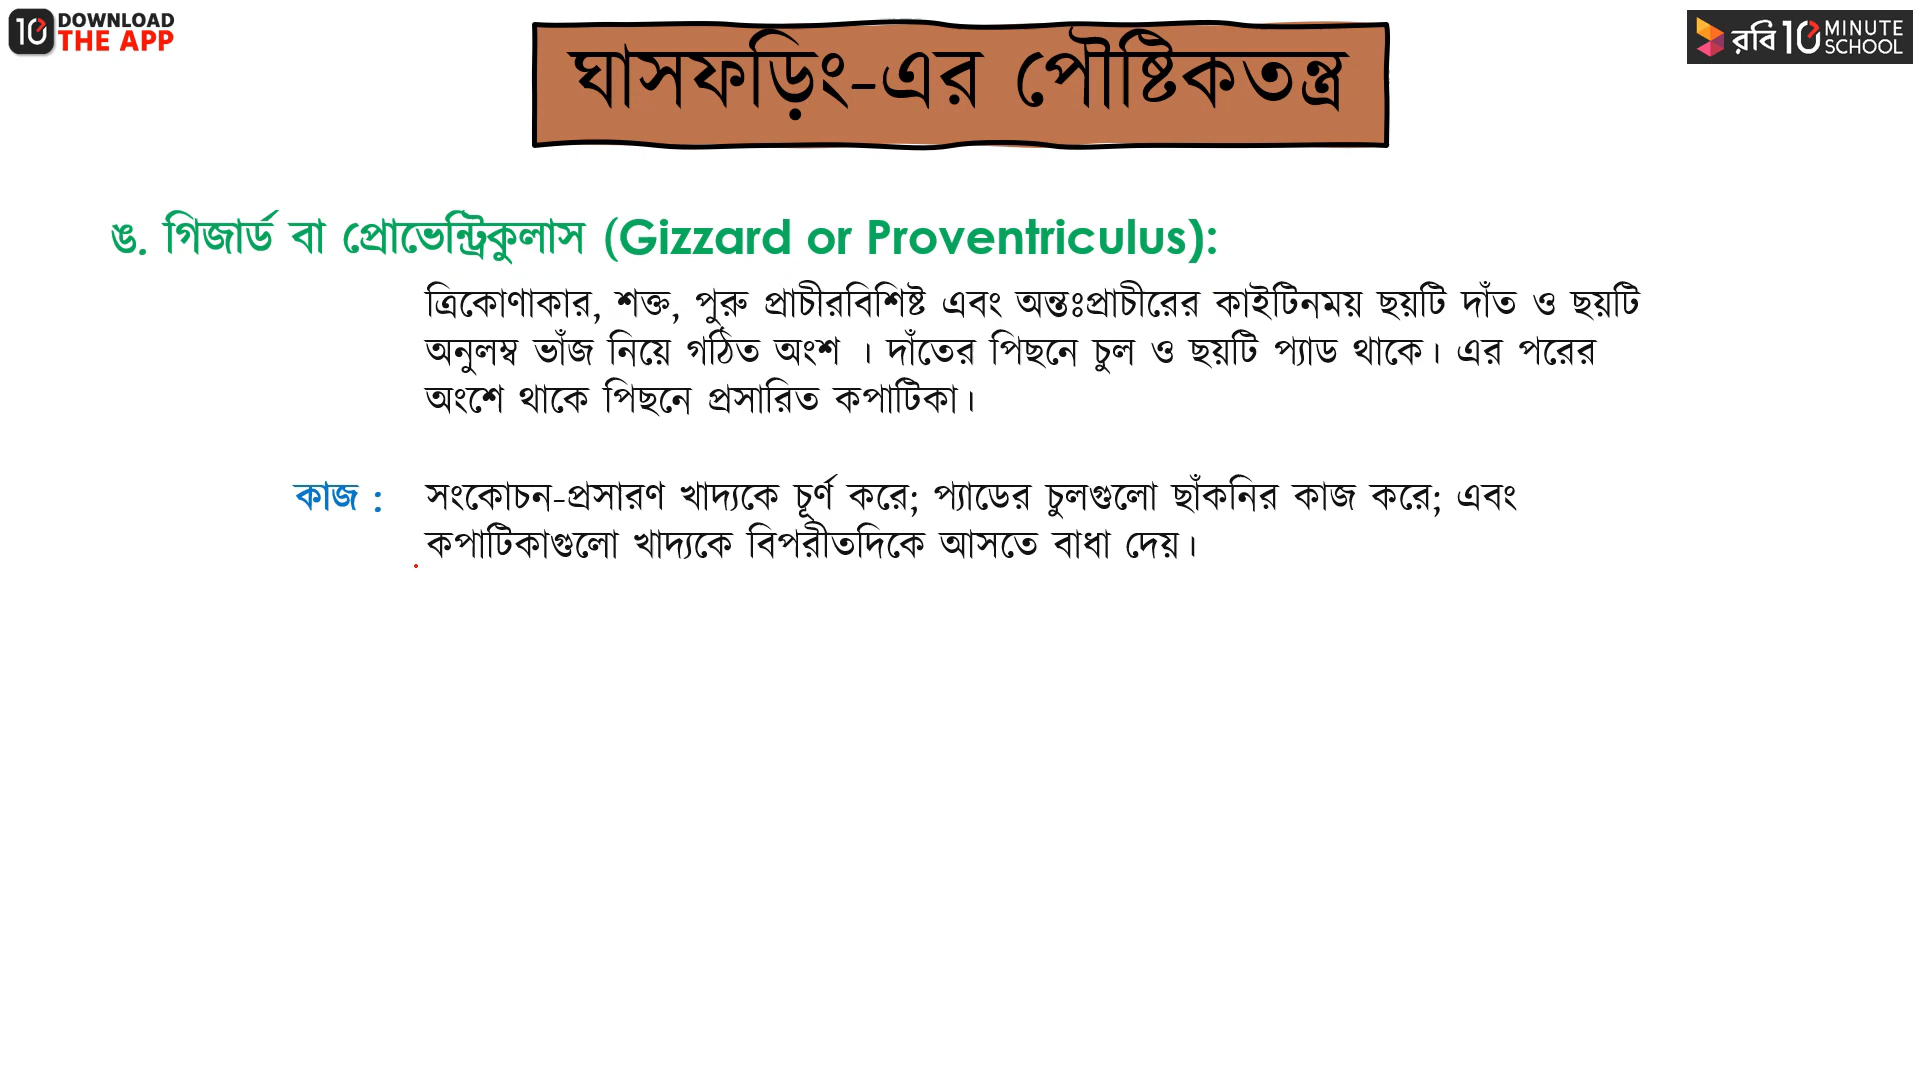 10 DOWNLOAD
THE APP
রবি 10 MINUTE
SCHOOL
ঘাসফড়িং-এর পৌষ্টিকতন্ত্র
ঙ. গিজার্ড বা প্রোভেন্ট্রিকুলাস (Gizzard or Proventriculus):
ত্রিকোণাকার, শক্ত, পুরু প্রাচীরবিশিষ্ট এবং অন্তঃপ্রাচীরের কাইটিনময় ছয়টি দাঁত ও ছয়টি
অনুলম্ব ভাঁজ নিয়ে গঠিত অংশ । দাঁতের পিছনে চুল ও ছয়টি প্যাড থাকে। এর পরের
অংশে থাকে পিছনে প্রসারিত কপাটিকা।
কাজ : সংকোচন-প্রসারণ খাদ্যকে চূর্ণ করে; প্যাডের চুলগুলো ছাঁকনির কাজ করে; এবং
কপাটিকাগুলো খাদ্যকে বিপরীতদিকে আসতে বাধা দেয়।